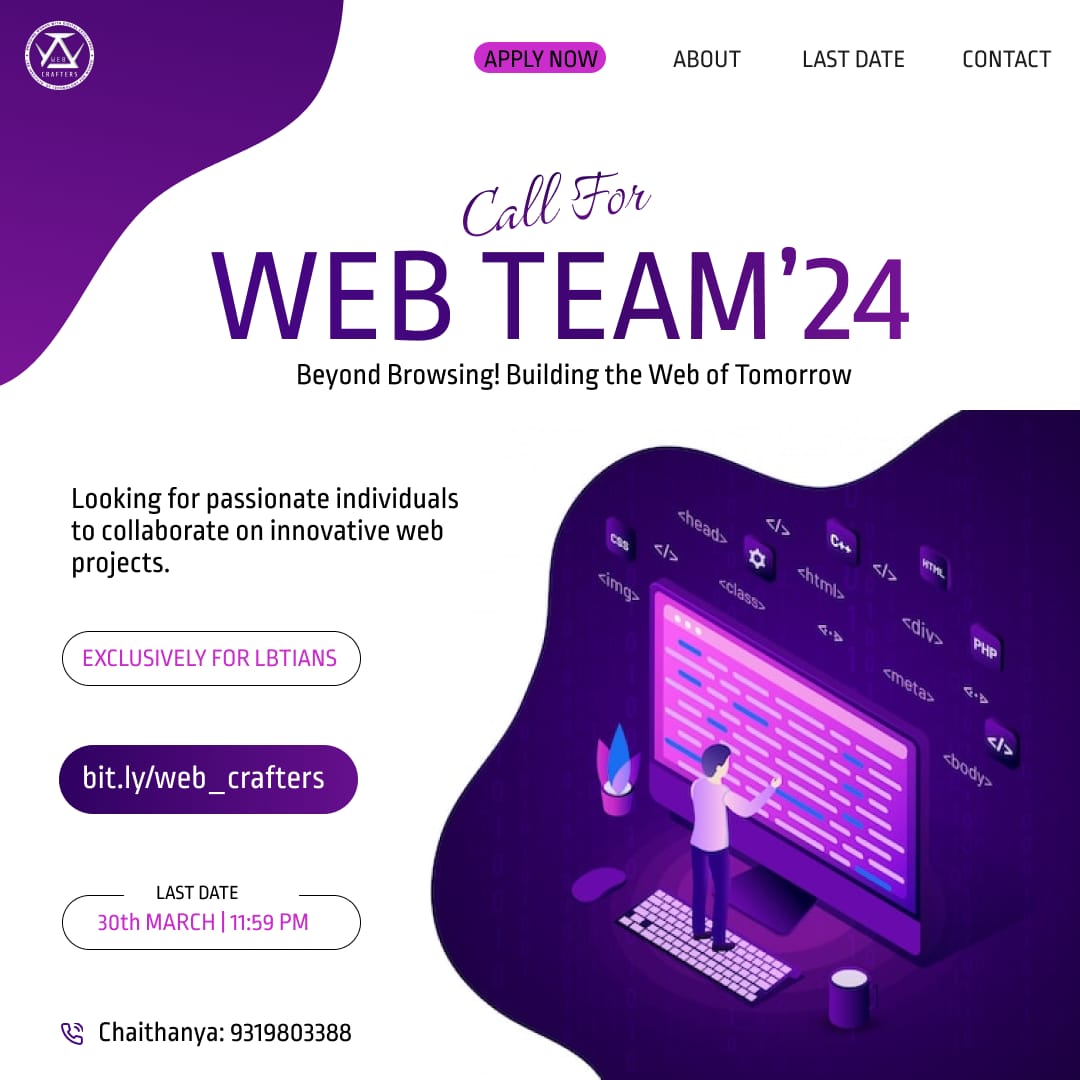 WEB
CRAFTERS
APPLY NOW
ABOUT
LAST DATE
CONTACT
Call For
WEB TEAM’24
Beyond Browsing! Building the Web of Tomorrow
Looking for passionate individuals
to collaborate on innovative web
projects.
EXCLUSIVELY FOR LBTIANS
bit.ly/web_crafters
LAST DATE
30th MARCH | 11:59 PM
Chaithanya: 9319803388
<head>
</>
C++
CSS
</>
<html>
</>
HTML
<img>
<class>
<div>
PHP
<meta>
</>
<body>